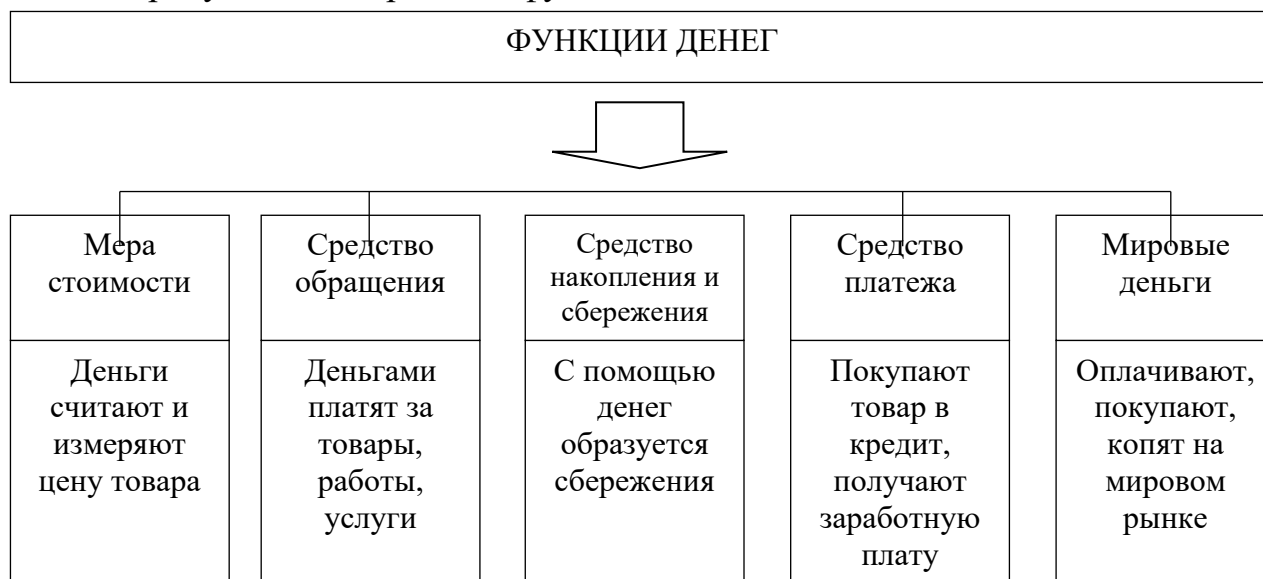 ФУНКЦИИ ДЕНЕГ
Мера
стоимости
Средство
обращения
Средство
накопления и
сбережения
Средство
платежа
Мировые
деньги
Деньги
считают и
измеряют
цену товара
Деньгами
платят за
товары,
работы,
услуги
С помощью
денег
образуется
сбережения
Покупают
товар в
кредит,
получают
заработную
плату
Оплачивают,
покупают,
копят на
мировом
рынке